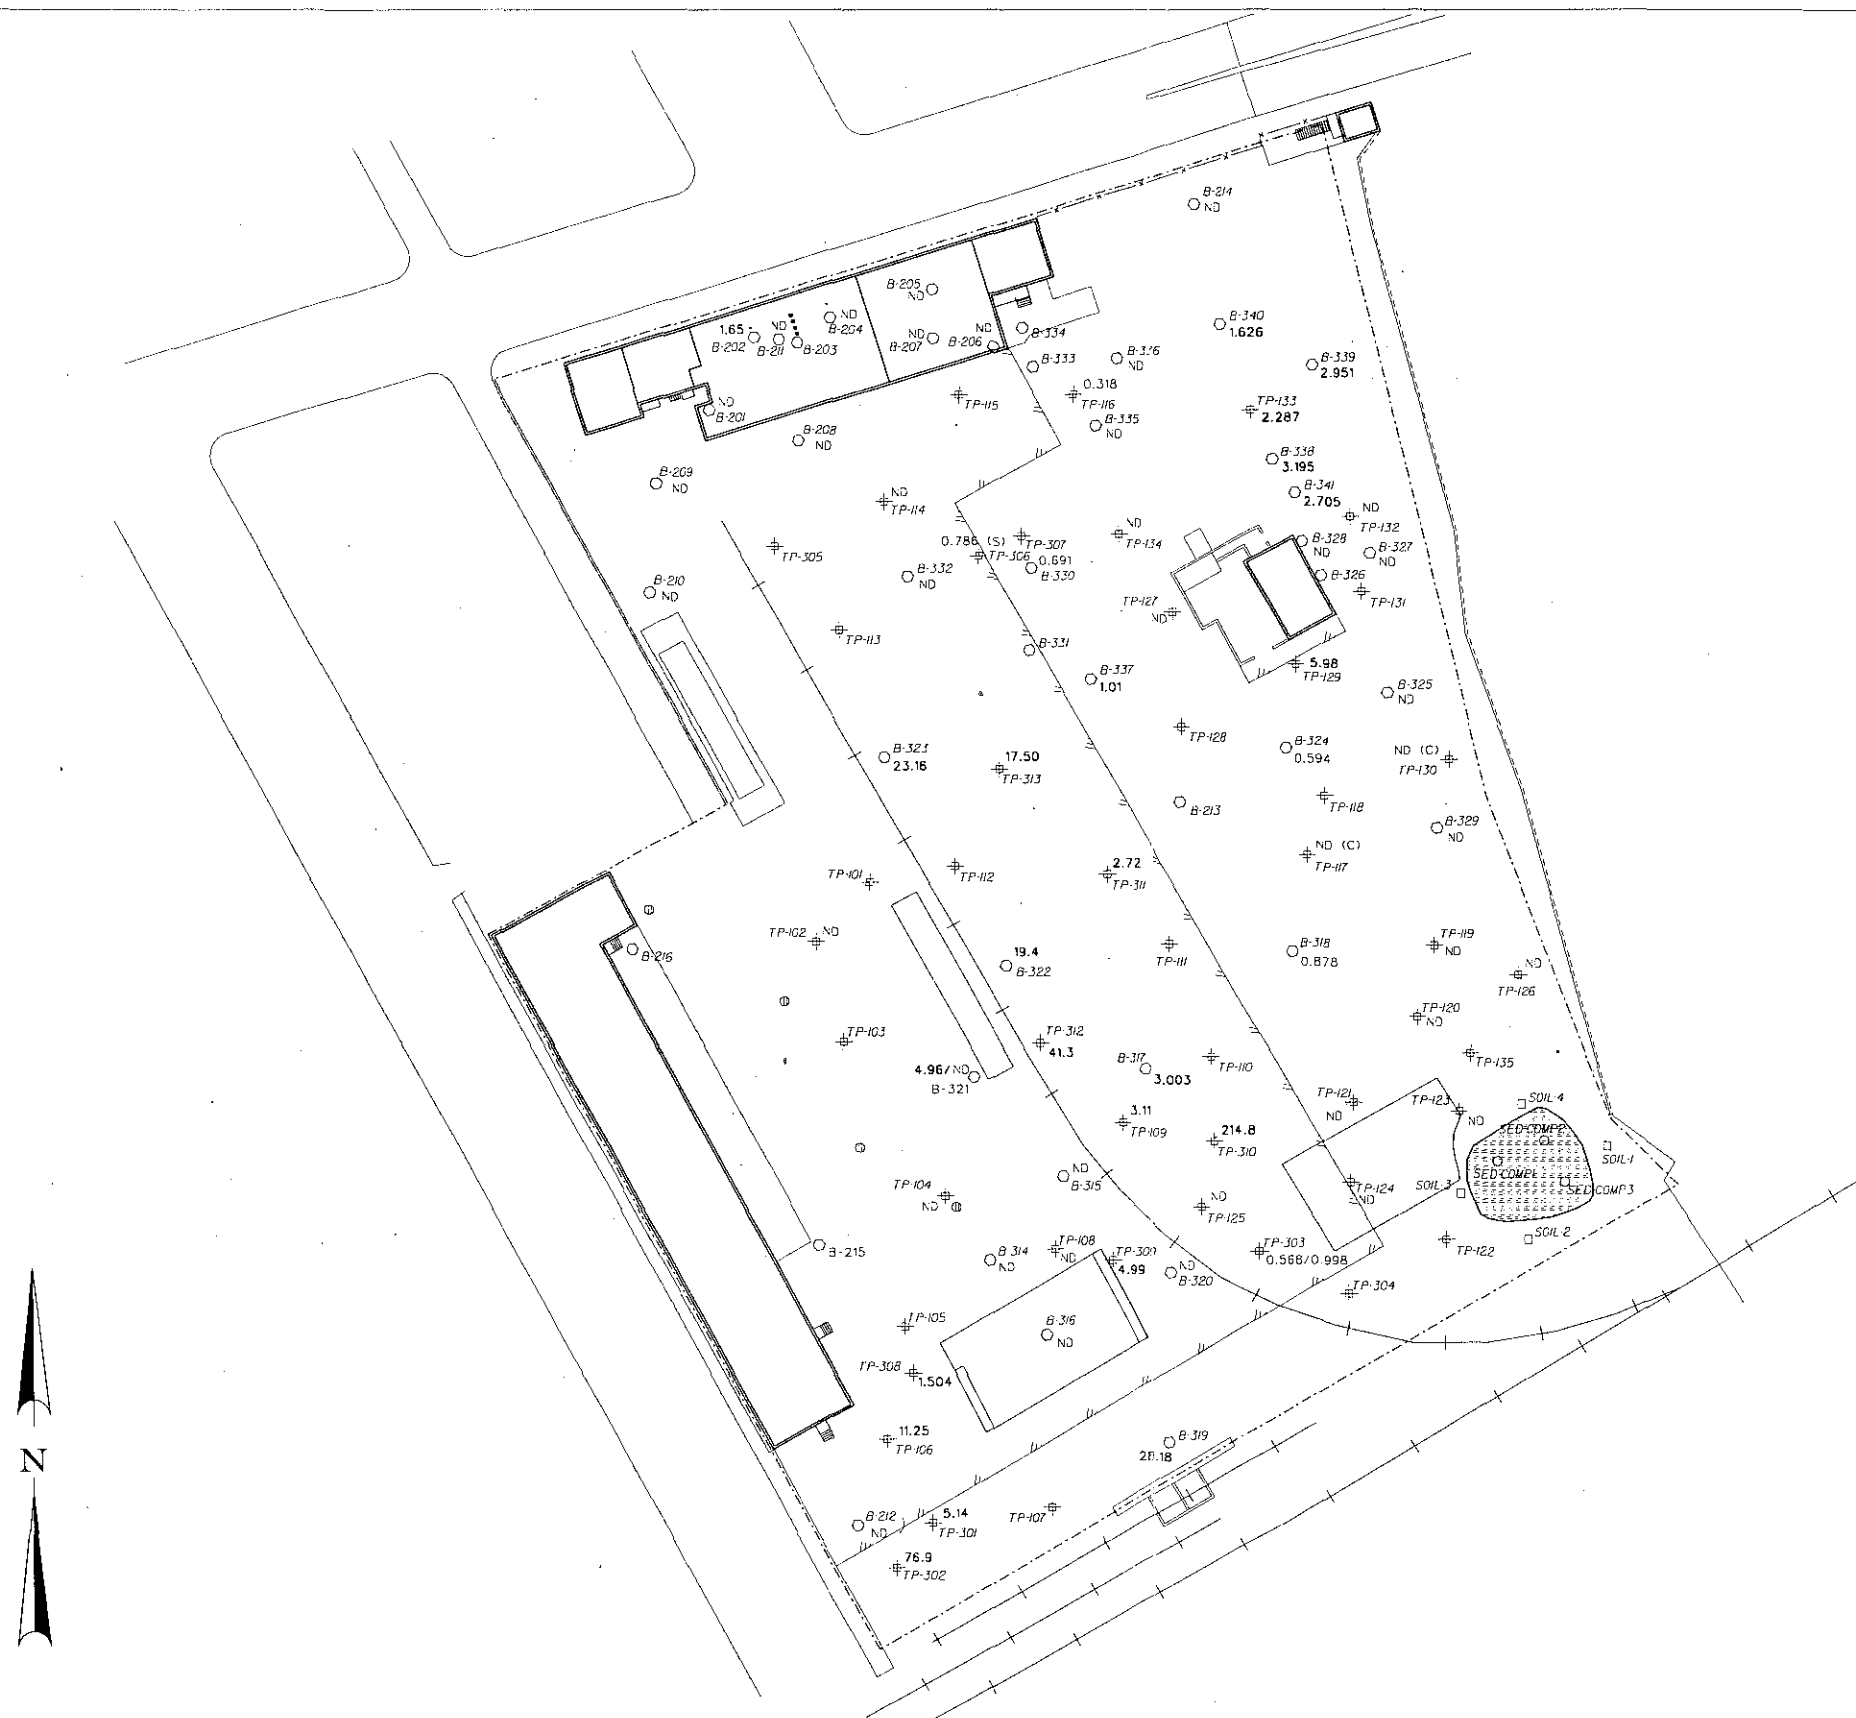 B-214
ND
B-205
ND
B-340
1.626
ND
B-204
1.65
ND
B-202
B-211
B-203
ND
B-207
ND
B-206
B-334
B-333
B-336
ND
B-339
2.951
0.318
TP-116
TP-115
TP-133
2.287
ND
B-201
B-335
ND
B-208
ND
B-338
3.195
B-209
ND
B-341
2.705
ND
TP-114
ND
TP-132
ND
TP-134
TP-307
0.786 (S)
TP-306
0.691
B-330
TP-305
B-328
ND
B-327
ND
B-332
ND
B-326
B-210
ND
TP-131
TP-127
ND
TP-113
B-331
5.98
TP-129
B-337
1.01
B-325
ND
TP-128
B-324
0.594
ND (C)
TP-130
B-323
23.16
17.50
TP-313
B-213
TP-118
B-329
ND
ND (C)
TP-117
2.72
TP-311
TP-112
TP-101
TP-102
ND
B-216
TP-111
B-318
0.878
TP-119
ND
19.4
B-322
ND
TP-126
TP-120
ND
TP-103
TP-312
41.3
TP-135
B-317
3.003
TP-110
4.96/ND
B-321
TP-121
ND
TP-123
ND
SOIL-4
3.11
TP-109
214.8
TP-310
SED-COMP2
SOIL-1
ND
B-315
SED-COMP1
TP-124
ND
SOIL-3
SED-COMP3
TP-104
ND
ND
TP-125
SOIL-2
TP-122
B-215
TP-108
ND
B-314
ND
TP-309
4.99
TP-303
0.568/0.998
ND
B-320
TP-304
TP-105
B-316
ND
TP-308
1.504
11.25
TP-106
B-319
N
B-212
ND
5.14
TP-301
TP-107
76.9
TP-302